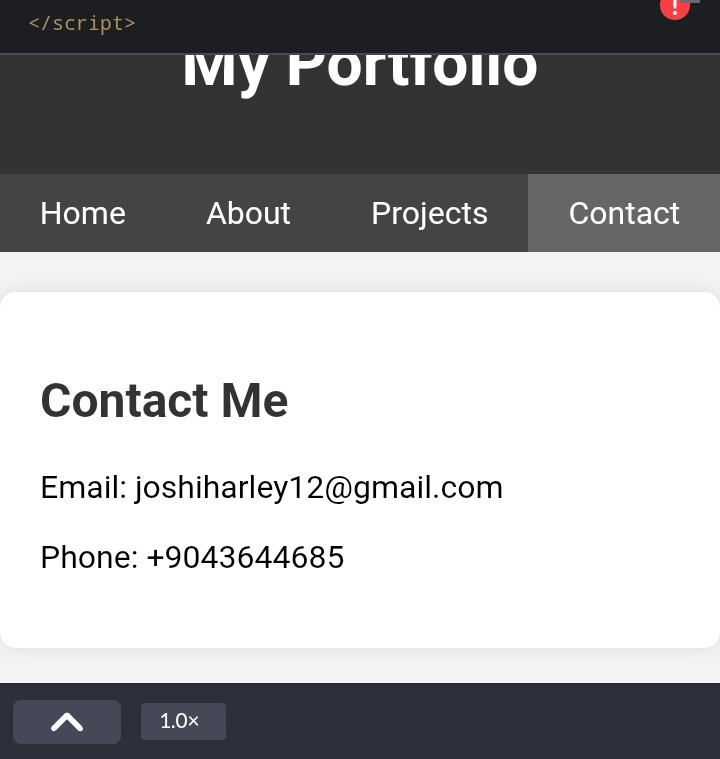 </script>
!
My Portfolio
Home About Projects Contact
Contact Me
Email: joshiharley12@gmail.com
Phone: +9043644685
1.0×